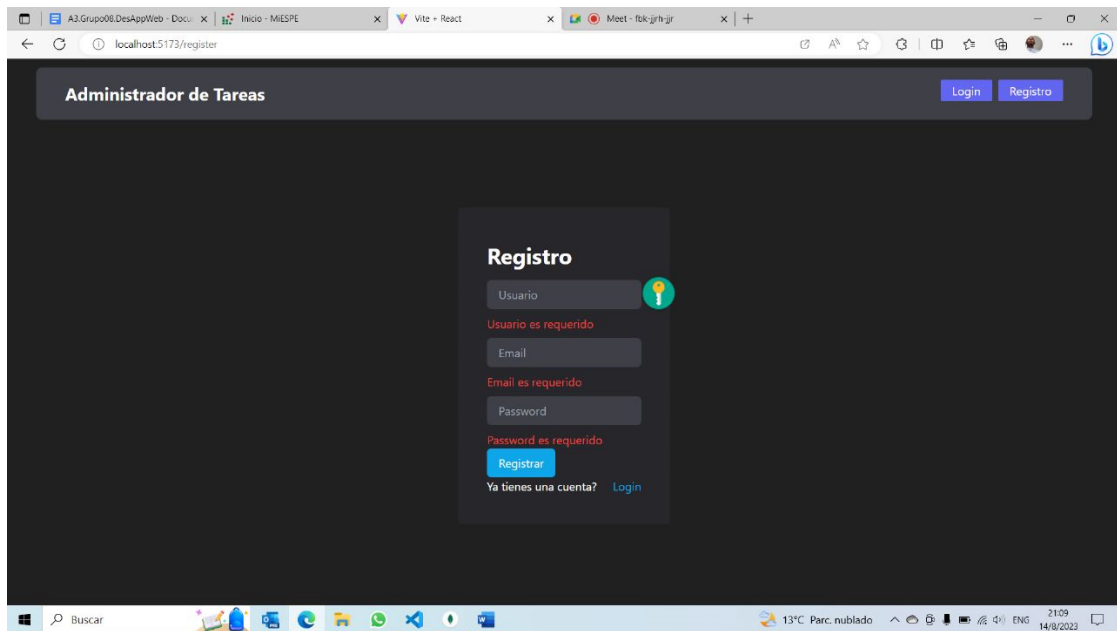 A3.Grupo08.DesAppWeb - Docu
Inicio - MiESPE
Vite + React
Meet - fbk-jjrh-jjr
localhost:5173/register
Administrador de Tareas
Login
Registro
Registro
Usuario
Usuario es requerido
Email
Email es requerido
Password
Password es requerido
Registrar
Ya tienes una cuenta? Login
Buscar
13°C Parc. nublado
ENG
21:09
14/8/2023